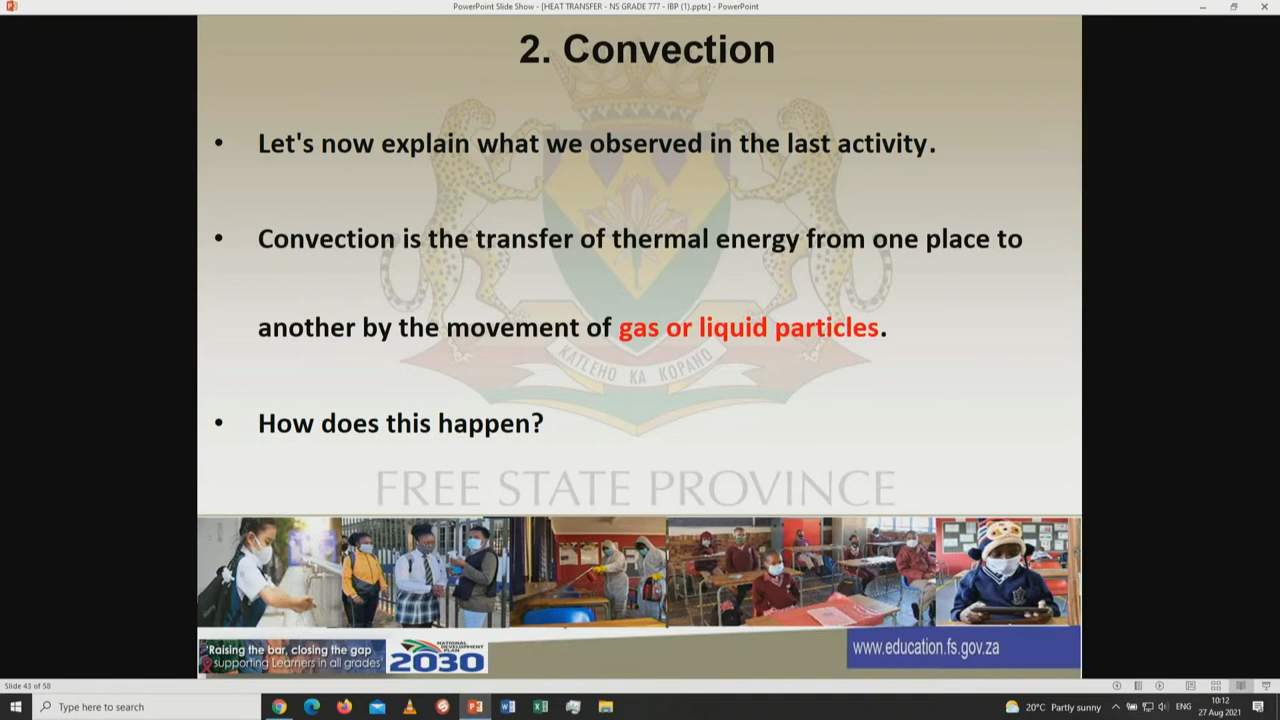 PowerPoint Slide Show - [HEAT TRANSFER - NS GRADE 777 - IBP (1).pptx] - PowerPoint
2. Convection
• Let's now explain what we observed in the last activity.
• Convection is the transfer of thermal energy from one place to
another by the movement of gas or liquid particles.
KATLEHO KA KOPANO
• How does this happen?
FREE STATE PROVINCE
'Raising the bar, closing the gap
supporting Learners in all grades'
NATIONAL
DEVELOPMENT
PLAN
2030
www.education.fs.gov.za
Slide 43 of 58
Type here to search
20°C Partly sunny
ENG
10:12
27 Aug 2021